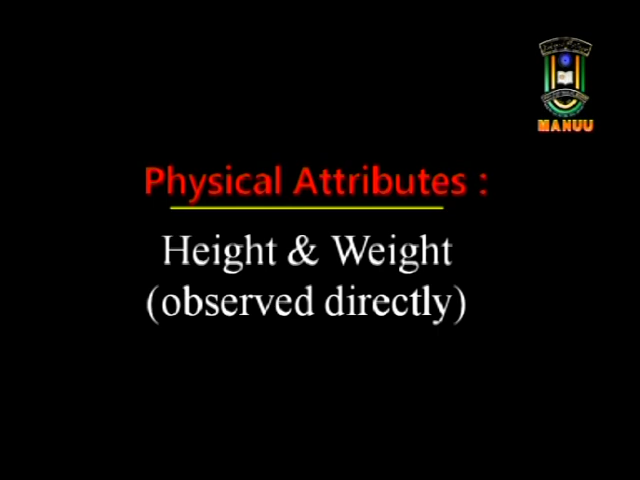 MANUU
Physical Attributes :
Height & Weight
(observed directly)